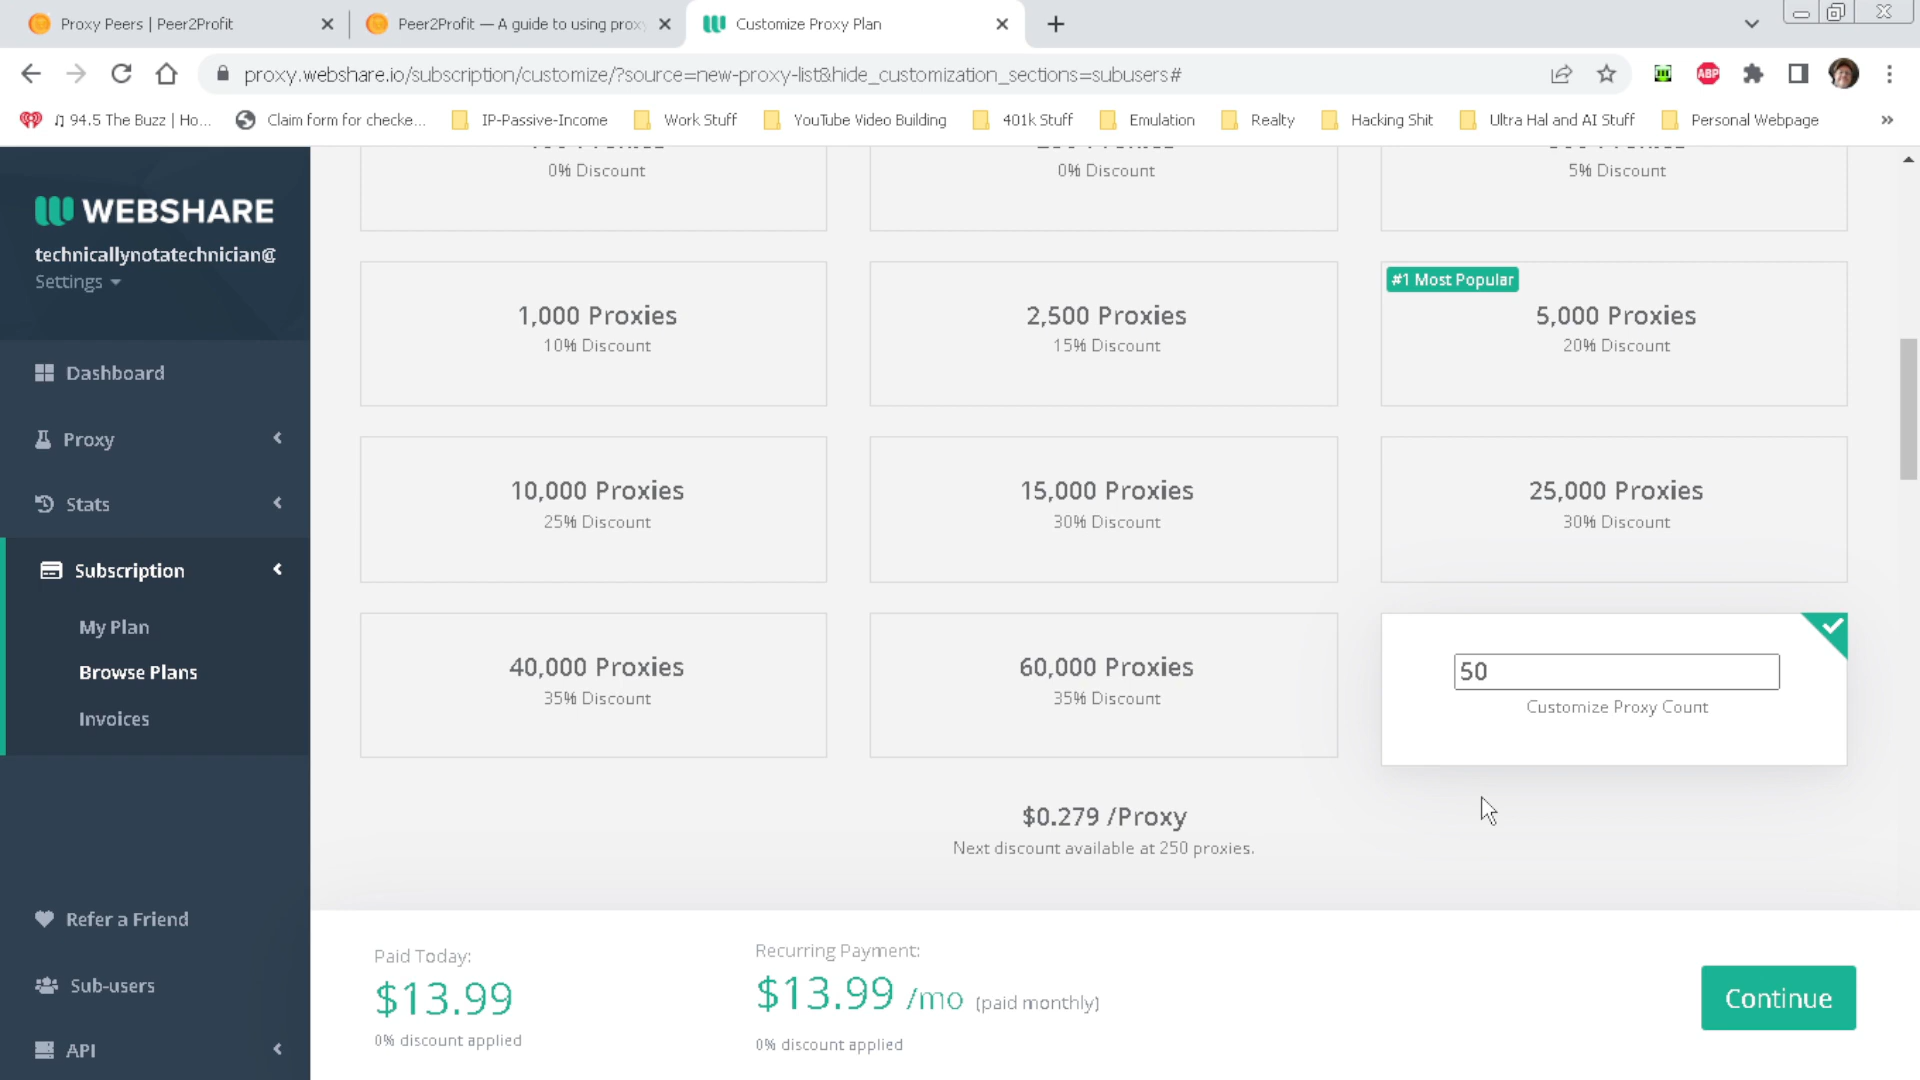 Proxy Peers | Peer2Profit
Peer2Profit — A guide to using prox
Customize Proxy Plan
proxy.webshare.io/subscription/customize/?source=new-proxy-list&hide_customization_sections=subusers#
ABP
♫ 94.5 The Buzz | Ho...
Claim form for checke...
IP-Passive-Income
Work Stuff
YouTube Video Building
401k Stuff
Emulation
Realty
Hacking Shit
Ultra Hal and AI Stuff
Personal Webpage
»
WEBSHARE
technicallynotatechnician@
Settings
Dashboard
Proxy
Stats
Subscription
My Plan
Browse Plans
Invoices
Refer a Friend
Sub-users
API
0% Discount
0% Discount
5% Discount
1,000 Proxies
10% Discount
2,500 Proxies
15% Discount
#1 Most Popular
5,000 Proxies
20% Discount
10,000 Proxies
25% Discount
15,000 Proxies
30% Discount
25,000 Proxies
30% Discount
40,000 Proxies
35% Discount
60,000 Proxies
35% Discount
50
Customize Proxy Count
$0.279 /Proxy
Next discount available at 250 proxies.
Paid Today:
$13.99
0% discount applied
Recurring Payment:
$13.99 /mo (paid monthly)
0% discount applied
Continue